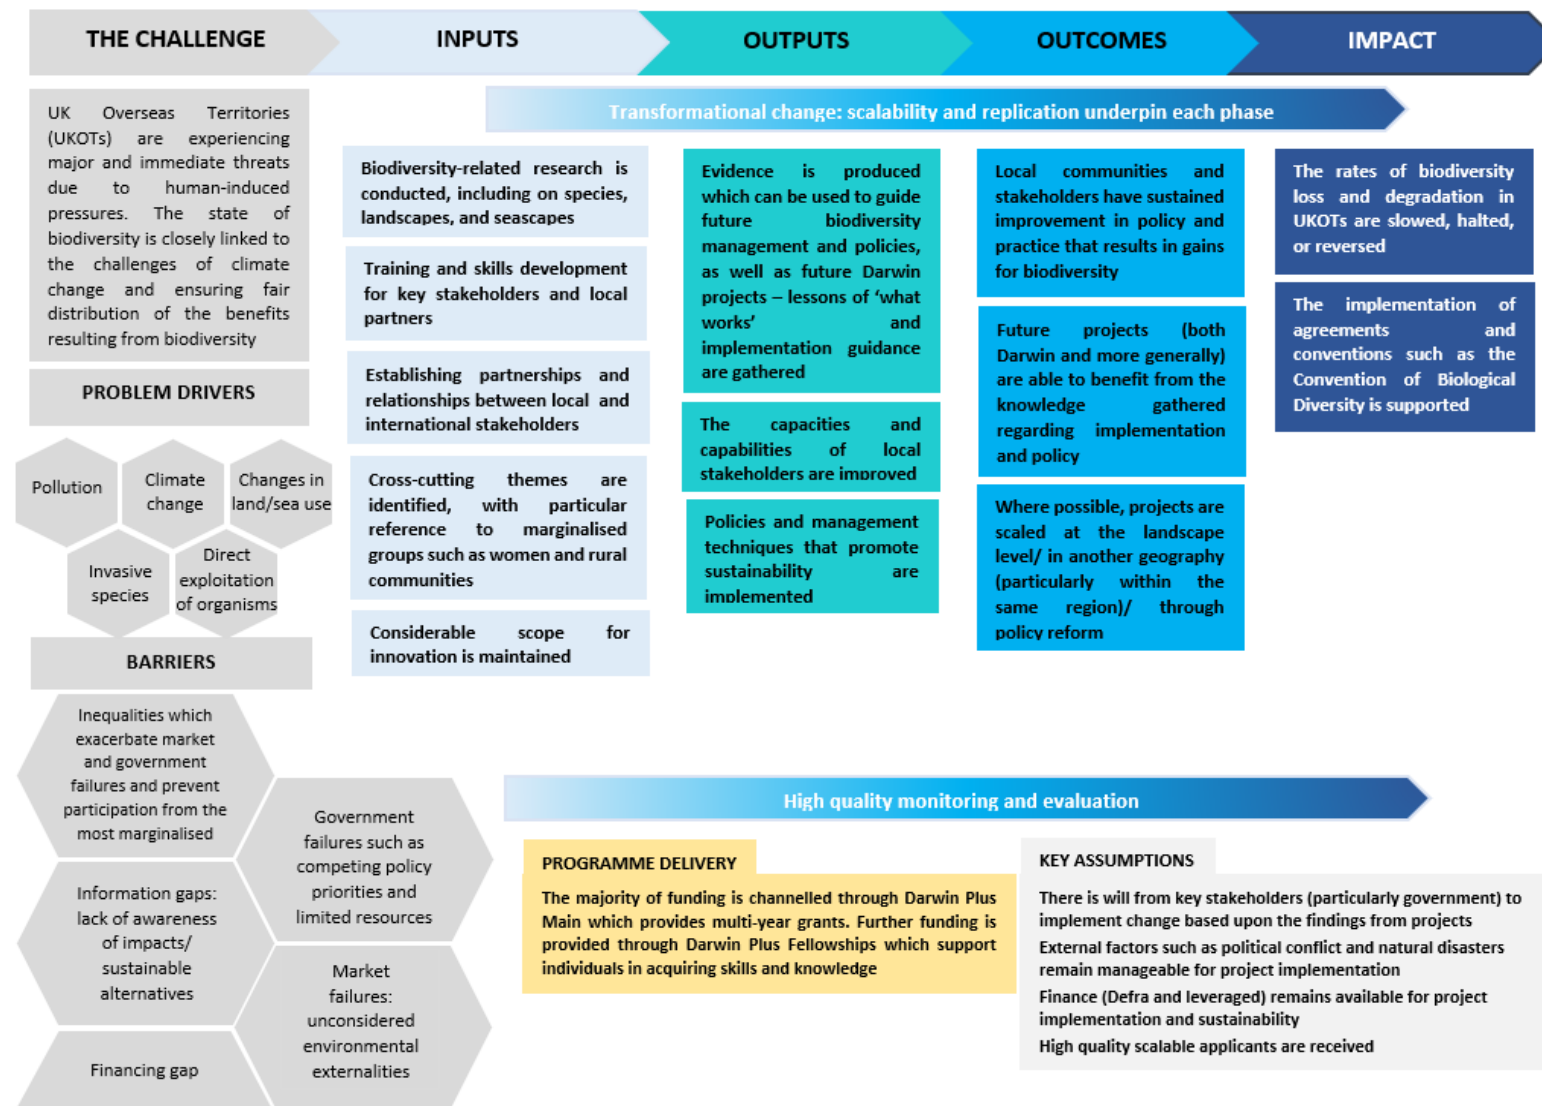 THE CHALLENGE
INPUTS
OUTPUTS
OUTCOMES
IMPACT
Transformational change: scalability and replication underpin each phase
UK Overseas Territories
(UKOTs) are experiencing
major and immediate threats
due to human-induced
pressures. The state of
biodiversity is closely linked to
the challenges of climate
change and ensuring fair
distribution of the benefits
resulting from biodiversity
PROBLEM DRIVERS
Pollution
Climate
change
Changes in
land/sea use
Invasive
species
Direct
exploitation
of organisms
BARRIERS
Inequalities which
exacerbate market
and government
failures and prevent
participation from the
most marginalised
Government
failures such as
competing policy
priorities and
limited resources
Information gaps:
lack of awareness
of impacts/
sustainable
alternatives
Market
failures:
unconsidered
environmental
externalities
Financing gap
Biodiversity-related research is
conducted, including on species,
landscapes, and seascapes
Training and skills development
for key stakeholders and local
partners
Establishing partnerships and
relationships between local and
international stakeholders
Cross-cutting themes are
identified, with particular
reference to marginalised
groups such as women and rural
communities
Considerable scope for
innovation is maintained
Evidence is produced
which can be used to guide
future biodiversity
management and policies,
as well as future Darwin
projects – lessons of ‘what
works’ and
implementation guidance
are gathered
The capacities and
capabilities of local
stakeholders are improved
Policies and management
techniques that promote
sustainability are
implemented
Local communities and
stakeholders have sustained
improvement in policy and
practice that results in gains
for biodiversity
Future projects (both
Darwin and more generally)
are able to benefit from the
knowledge gathered
regarding implementation
and policy
Where possible, projects are
scaled at the landscape
level/ in another geography
(particularly within the
same region)/ through
policy reform
The rates of biodiversity
loss and degradation in
UKOTs are slowed, halted,
or reversed
The implementation of
agreements and
conventions such as the
Convention of Biological
Diversity is supported
High quality monitoring and evaluation
PROGRAMME DELIVERY
The majority of funding is channelled through Darwin Plus
Main which provides multi-year grants. Further funding is
provided through Darwin Plus Fellowships which support
individuals in acquiring skills and knowledge
KEY ASSUMPTIONS
There is will from key stakeholders (particularly government) to
implement change based upon the findings from projects
External factors such as political conflict and natural disasters
remain manageable for project implementation
Finance (Defra and leveraged) remains available for project
implementation and sustainability
High quality scalable applicants are received